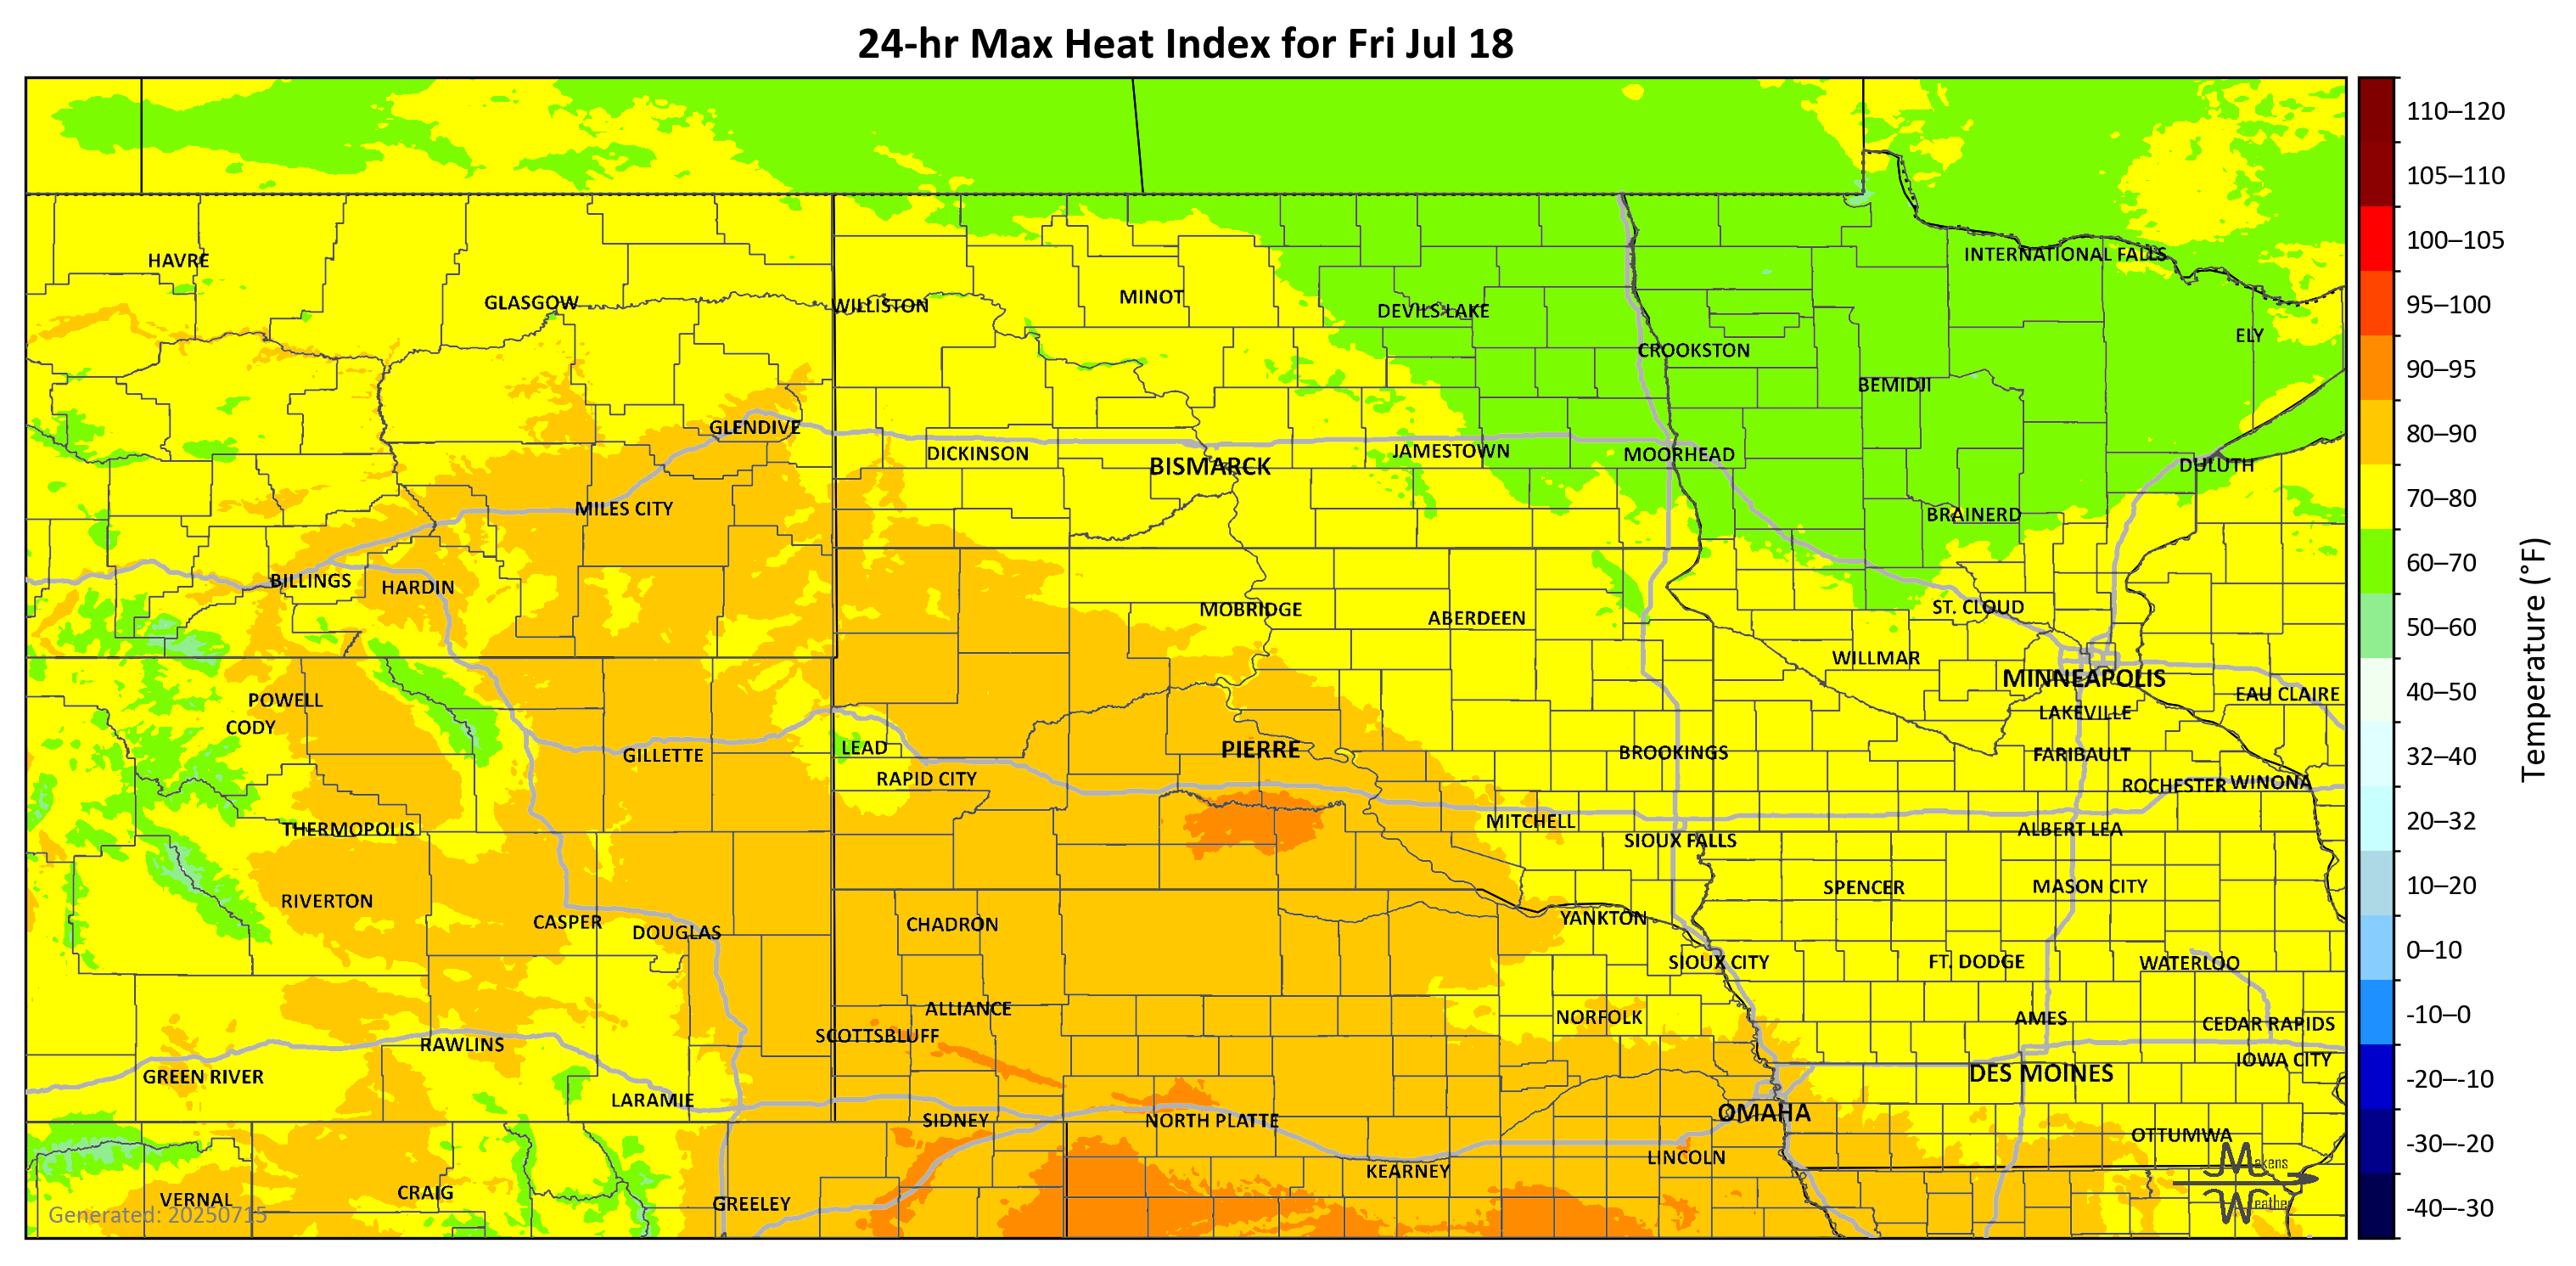 24-hr Max Heat Index for Fri Jul 18
110–120
105–110
HAVRE
INTERNATIONAL FALLS
100–105
GLASGOW
WILLISTON
MINOT
DEVILS LAKE
95–100
CROOKSTON
ELY
90–95
BEMIDJI
GLENDIVE
DICKINSON
BISMARCK
JAMESTOWN
MOORHEAD
DULUTH
80–90
MILES CITY
BRAINERD
70–80
BILLINGS
HARDIN
MOBRIDGE
ABERDEEN
ST. CLOUD
60–70
50–60
WILLMAR
MINNEAPOLIS
EAU CLAIRE
40–50
POWELL
CODY
LAKEVILLE
GILLETTE
LEAD
PIERRE
BROOKINGS
FARIBAULT
32–40
Temperature (°F)
RAPID CITY
ROCHESTER
WINONA
THERMOPOLIS
MITCHELL
SIOUX FALLS
ALBERT LEA
20–32
RIVERTON
SPENCER
MASON CITY
10–20
CASPER
DOUGLAS
CHADRON
YANKTON
SIOUX CITY
FT. DODGE
WATERLOO
0–10
ALLIANCE
SCOTTSBLUFF
NORFOLK
AMES
CEDAR RAPIDS
-10–0
RAWLINS
IOWA CITY
GREEN RIVER
DES MOINES
-20–-10
LARAMIE
SIDNEY
NORTH PLATTE
OMAHA
OTTUMWA
-30–-20
KEARNEY
LINCOLN
Makens
VERNAL
CRAIG
GREELEY
Weather
-40–-30
Generated: 20250715